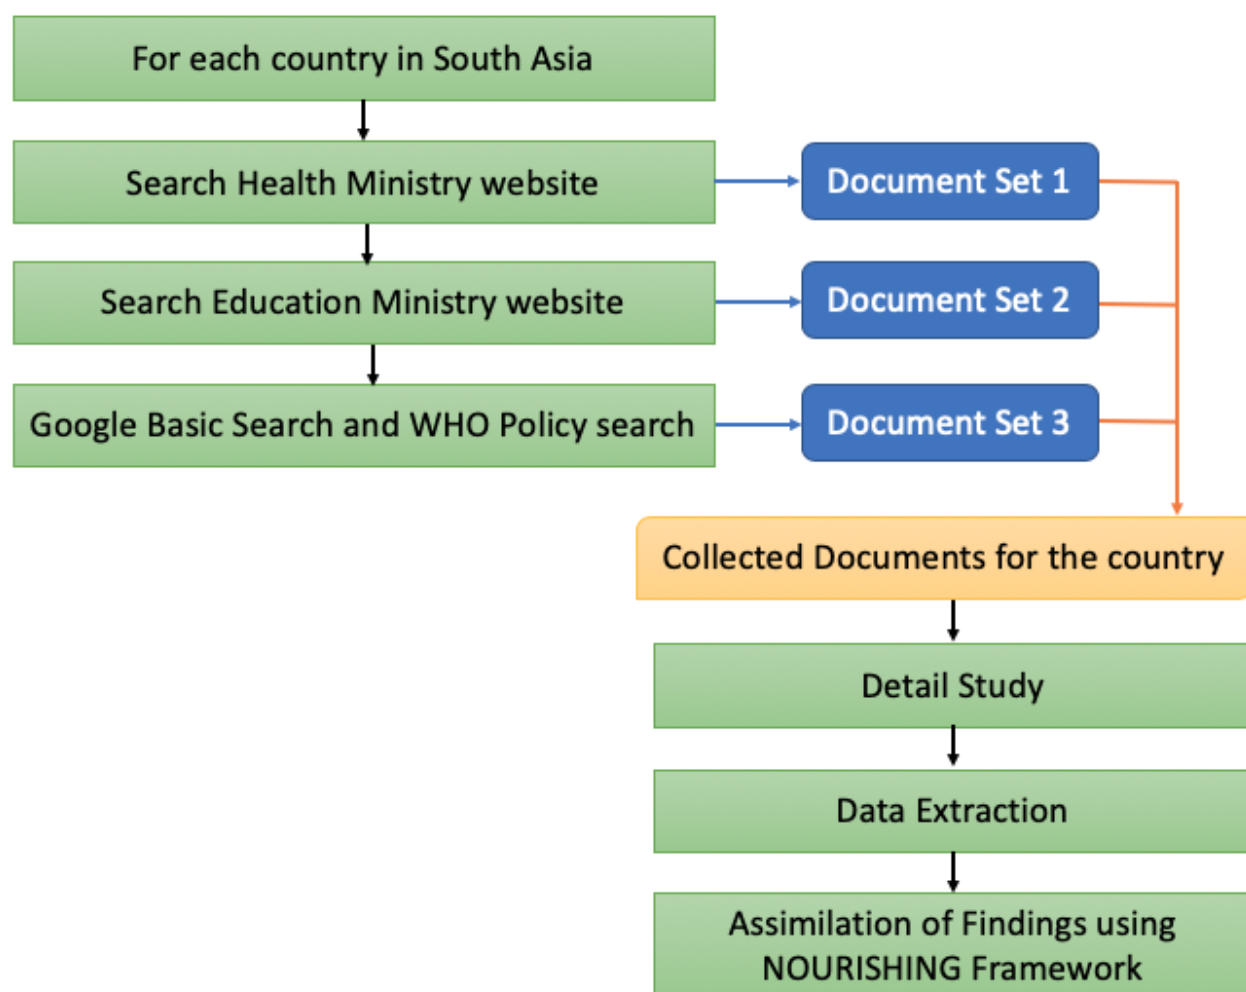 For each country in South Asia
Search Health Ministry website
Document Set 1
Search Education Ministry website
Document Set 2
Google Basic Search and WHO Policy search
Document Set 3
Collected Documents for the country
Detail Study
Data Extraction
Assimilation of Findings using
NOURISHING Framework